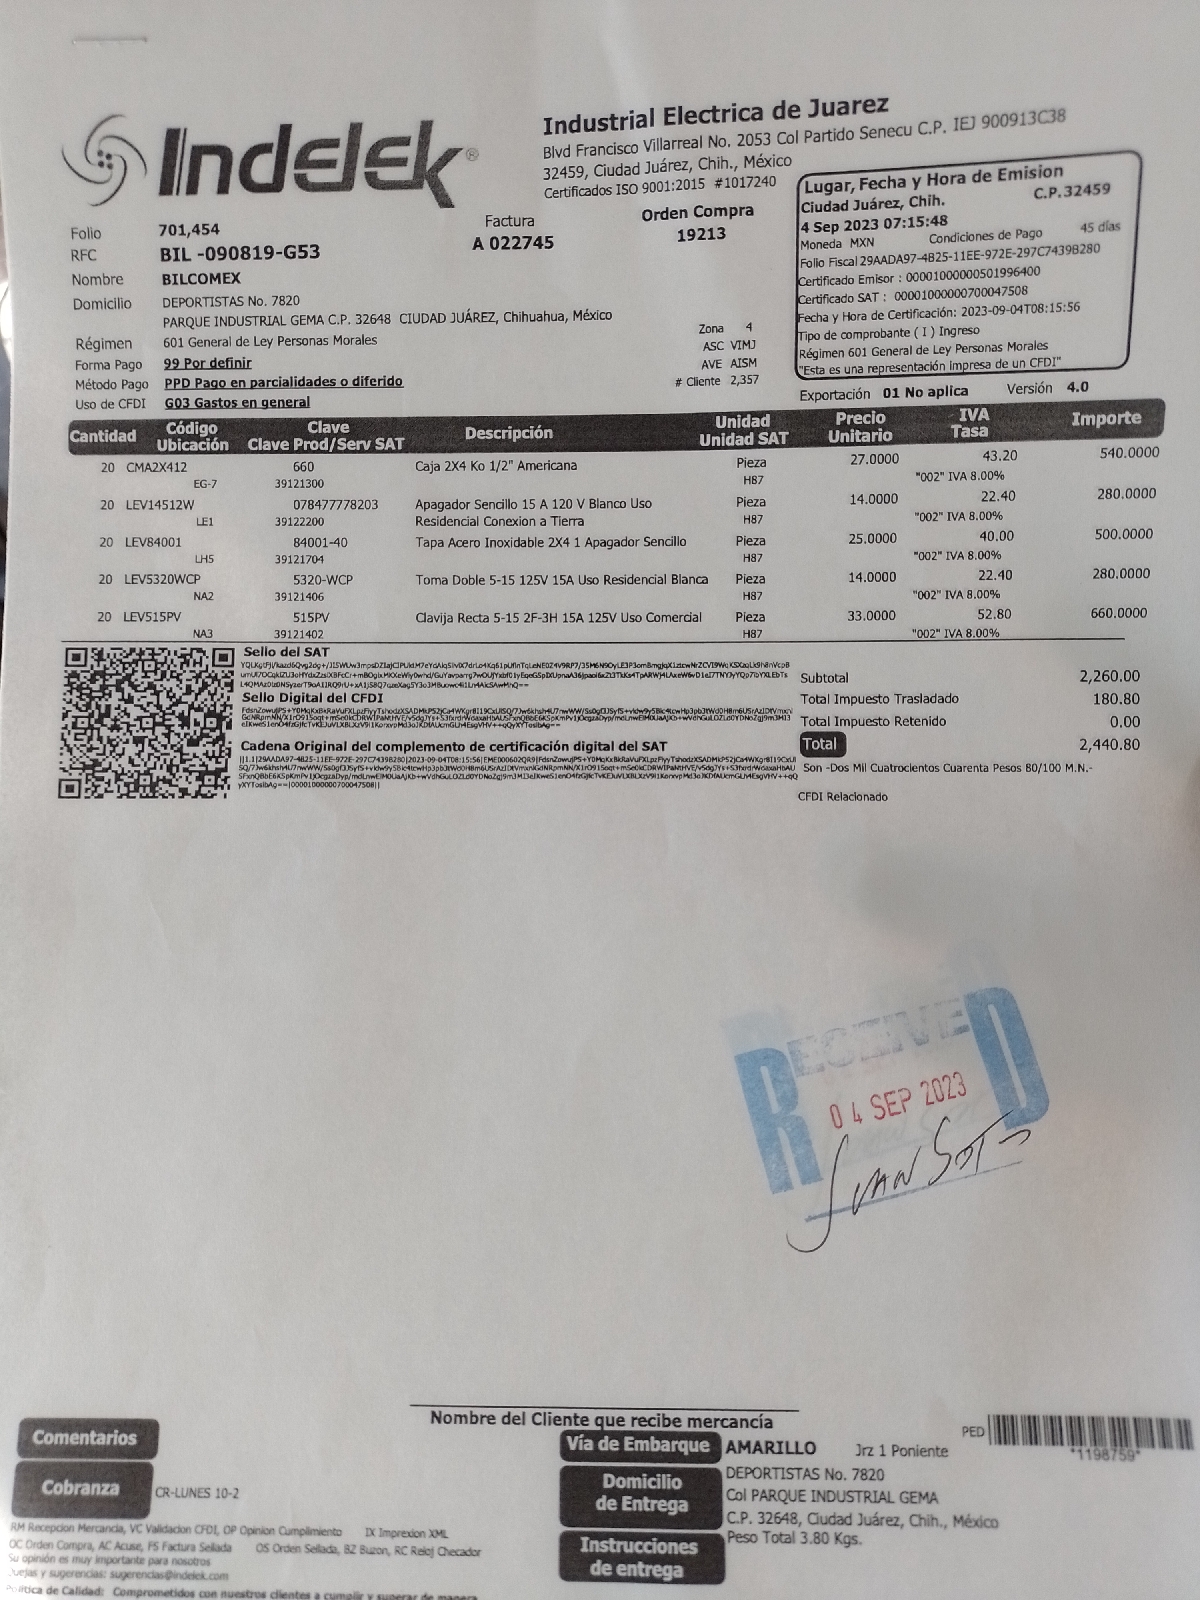 Indelek®
Industrial Electrica de Juarez
Blvd Francisco Villarreal No. 2053 Col Partido Senecu C.P. IEJ 900913C38
32459, Ciudad Juárez, Chih., México
Certificados ISO 9001:2015 #1017240
Folio 701,454
RFC BIL -090819-G53
Nombre BILCOMEX
Domicilio DEPORTISTAS No. 7820
PARQUE INDUSTRIAL GEMA C.P. 32648 CIUDAD JUÁREZ, Chihuahua, México
Régimen 601 General de Ley Personas Morales
Forma Pago 99 Por definir
Método Pago PPD Pago en parcialidades o diferido
Uso de CFDI G03 Gastos en general
Factura
A 022745
Orden Compra
19213
Zona 4
ASC VIMJ
AVE AISM
# Cliente 2,357
Lugar, Fecha y Hora de Emision
Ciudad Juárez, Chih. C.P.32459
4 Sep 2023 07:15:48
Moneda MXN Condiciones de Pago 45 días
Folio Fiscal 29AADA97-4B25-11EE-972E-297C7439B280
Certificado Emisor : 00001000000501996400
Certificado SAT : 00001000000700047508
Fecha y Hora de Certificación: 2023-09-04T08:15:56
Tipo de comprobante ( I ) Ingreso
Régimen 601 General de Ley Personas Morales
"Esta es una representación impresa de un CFDI"
Exportación 01 No aplica Versión 4.0
Cantidad Código Ubicación Clave Clave Prod/Serv SAT Descripción Unidad Unidad SAT Precio Unitario IVA Tasa Importe
20 CMA2X412 660 Caja 2X4 Ko 1/2" Americana Pieza 27.0000 43.20 540.0000
EG-7 39121300 H87 "002" IVA 8.00%
20 LEV14512W 078477778203 Apagador Sencillo 15 A 120 V Blanco Uso Pieza 14.0000 22.40 280.0000
LE1 39122200 Residencial Conexion a Tierra H87 "002" IVA 8.00%
20 LEV84001 84001-40 Tapa Acero Inoxidable 2X4 1 Apagador Sencillo Pieza 25.0000 40.00 500.0000
LH5 39121704 H87 "002" IVA 8.00%
20 LEV5320WCP 5320-WCP Toma Doble 5-15 125V 15A Uso Residencial Blanca Pieza 14.0000 22.40 280.0000
NA2 39121406 H87 "002" IVA 8.00%
20 LEV515PV 515PV Clavija Recta 5-15 2F-3H 15A 125V Uso Comercial Pieza 33.0000 52.80 660.0000
NA3 39121402 H87 "002" IVA 8.00%
Sello del SAT
Sello Digital del CFDI
Cadena Original del complemento de certificación digital del SAT
Subtotal 2,260.00
Total Impuesto Trasladado 180.80
Total Impuesto Retenido 0.00
Total 2,440.80
Son -Dos Mil Cuatrocientos Cuarenta Pesos 80/100 M.N.-
CFDI Relacionado
RECEIVED
04 SEP 2023
JUAN SOTO
Nombre del Cliente que recibe mercancía
Comentarios
Cobranza CR-LUNES 10-2
Vía de Embarque AMARILLO Jrz 1 Poniente
PED
*1198759*
Domicilio de Entrega DEPORTISTAS No. 7820
Col PARQUE INDUSTRIAL GEMA
C.P. 32648, Ciudad Juárez, Chih., México
Instrucciones de entrega Peso Total 3.80 Kgs.
RM Recepcion Mercancia, VC Validacion CFDI, OP Opinion Cumplimiento IX Impresion XML
OC Orden Compra, AC Acuse, FS Factura Sellada OS Orden Sellada, BZ Buzon, RC Reloj Checador
Su opinión es muy importante para nosotros
Quejas y sugerencias: sugerencias@indelek.com
Política de Calidad: Comprometidos con nuestros clientes a cumplir y superar de manera